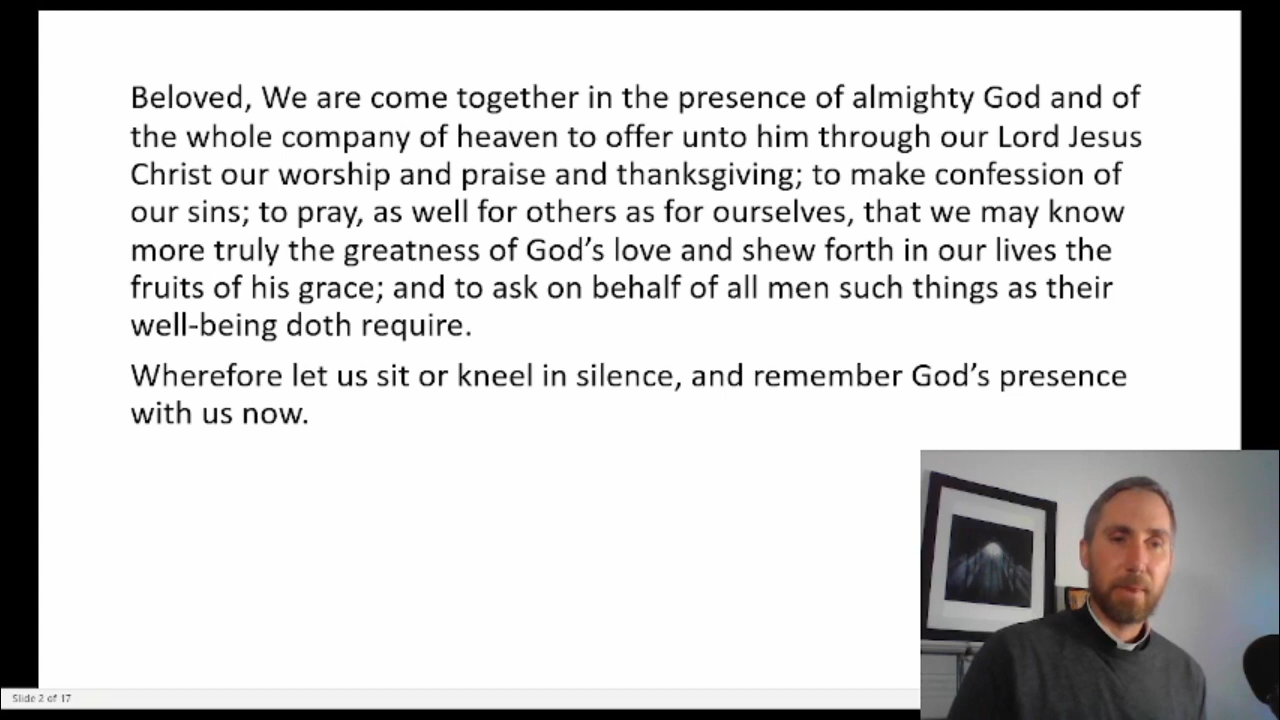 Beloved, We are come together in the presence of almighty God and of
the whole company of heaven to offer unto him through our Lord Jesus
Christ our worship and praise and thanksgiving; to make confession of
our sins; to pray, as well for others as for ourselves, that we may know
more truly the greatness of God’s love and shew forth in our lives the
fruits of his grace; and to ask on behalf of all men such things as their
well-being doth require.
Wherefore let us sit or kneel in silence, and remember God’s presence
with us now.
Slide 2 of 17